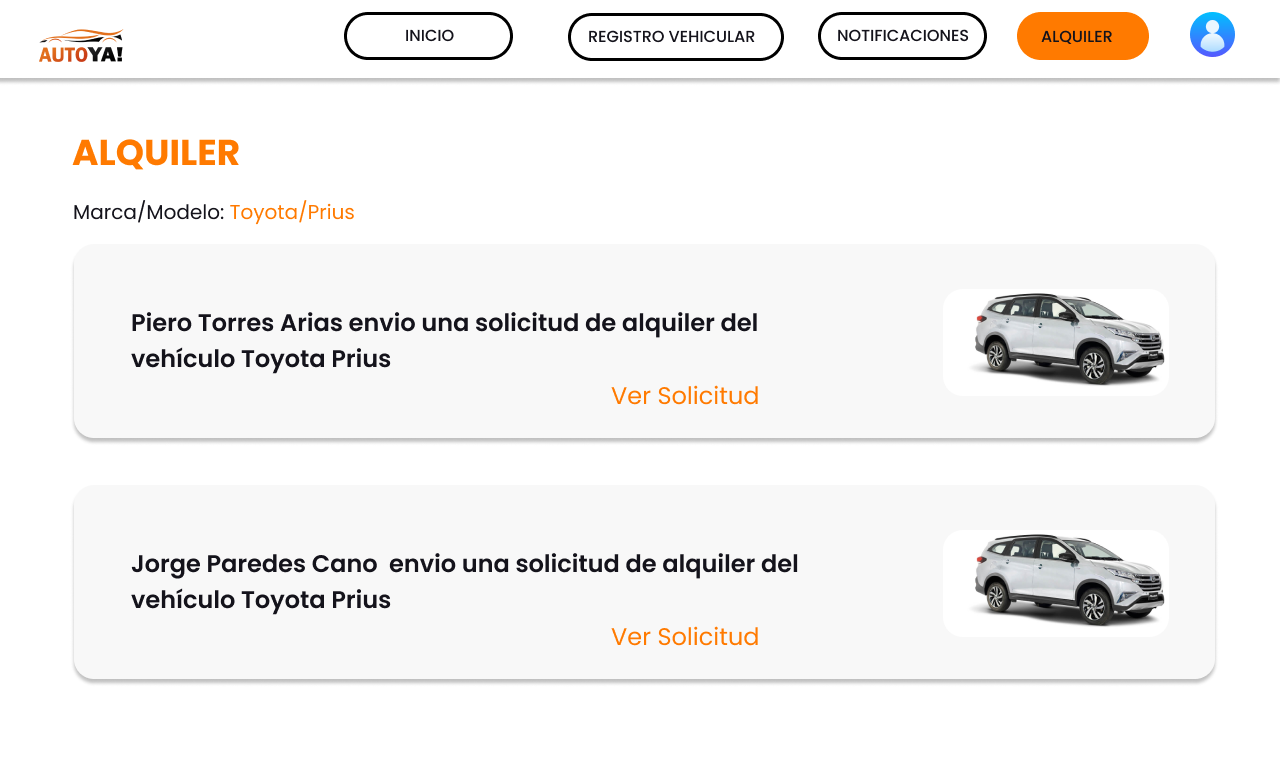 AUTOYA!
INICIO
REGISTRO VEHICULAR
NOTIFICACIONES
ALQUILER
ALQUILER
Marca/Modelo: Toyota/Prius
Piero Torres Arias envio una solicitud de alquiler del
vehículo Toyota Prius
Ver Solicitud
Jorge Paredes Cano  envio una solicitud de alquiler del
vehículo Toyota Prius
Ver Solicitud